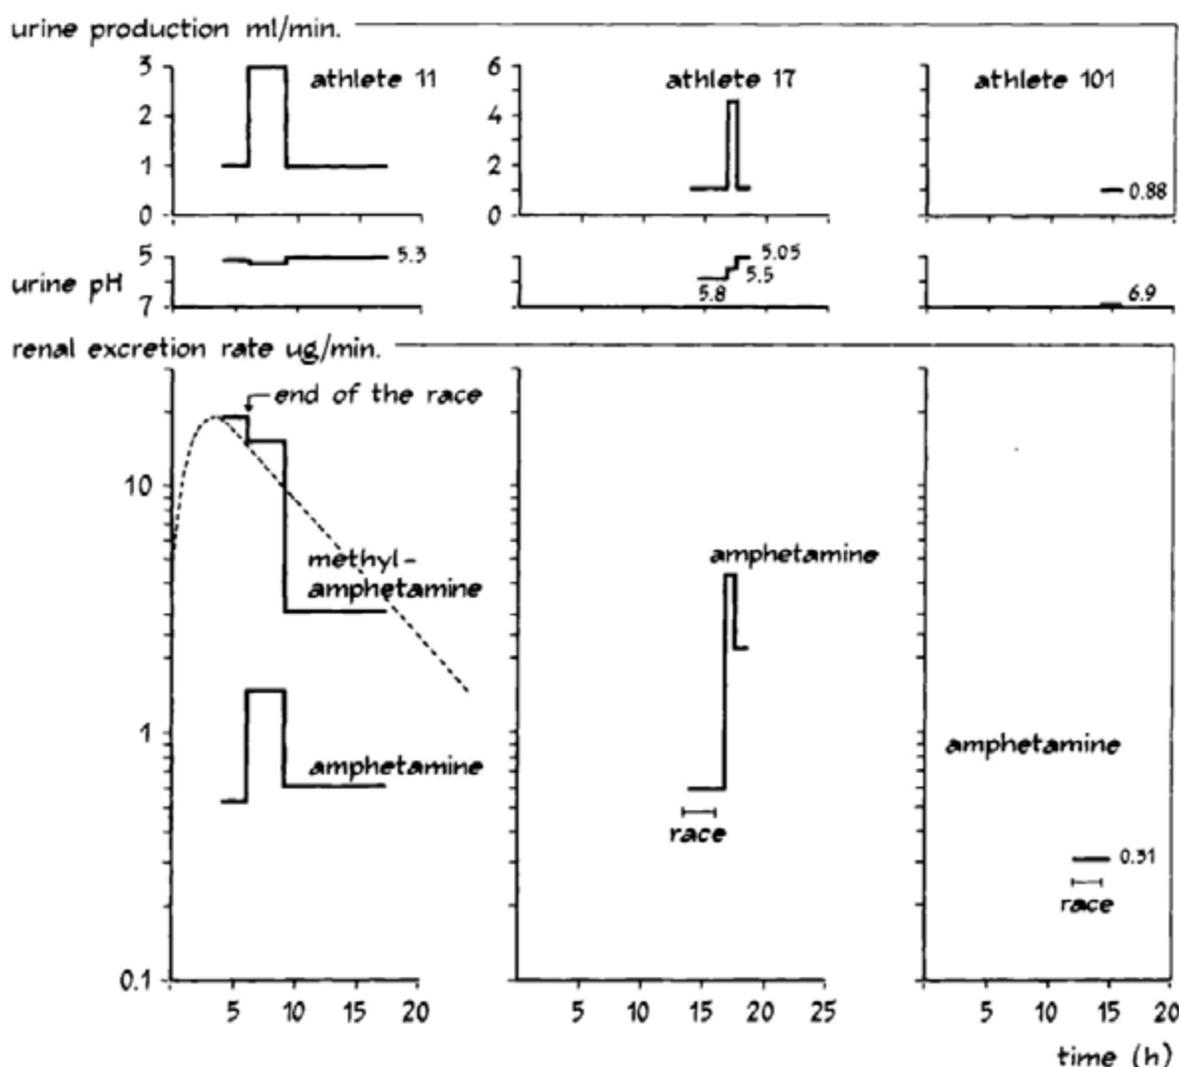 urine production ml/min.
3
2
1
0
athlete 11
6
4
2
0
athlete 17
athlete 101
0.88
urine pH
5
7
5.3
5.05
5.5
5.8
6.9
renal excretion rate ug/min.
end of the race
10
1
0.1
methyl-
amphetamine
amphetamine
amphetamine
race
amphetamine
0.31
race
5 10 15 20
5 10 15 20 25
5 10 15 20
time (h)